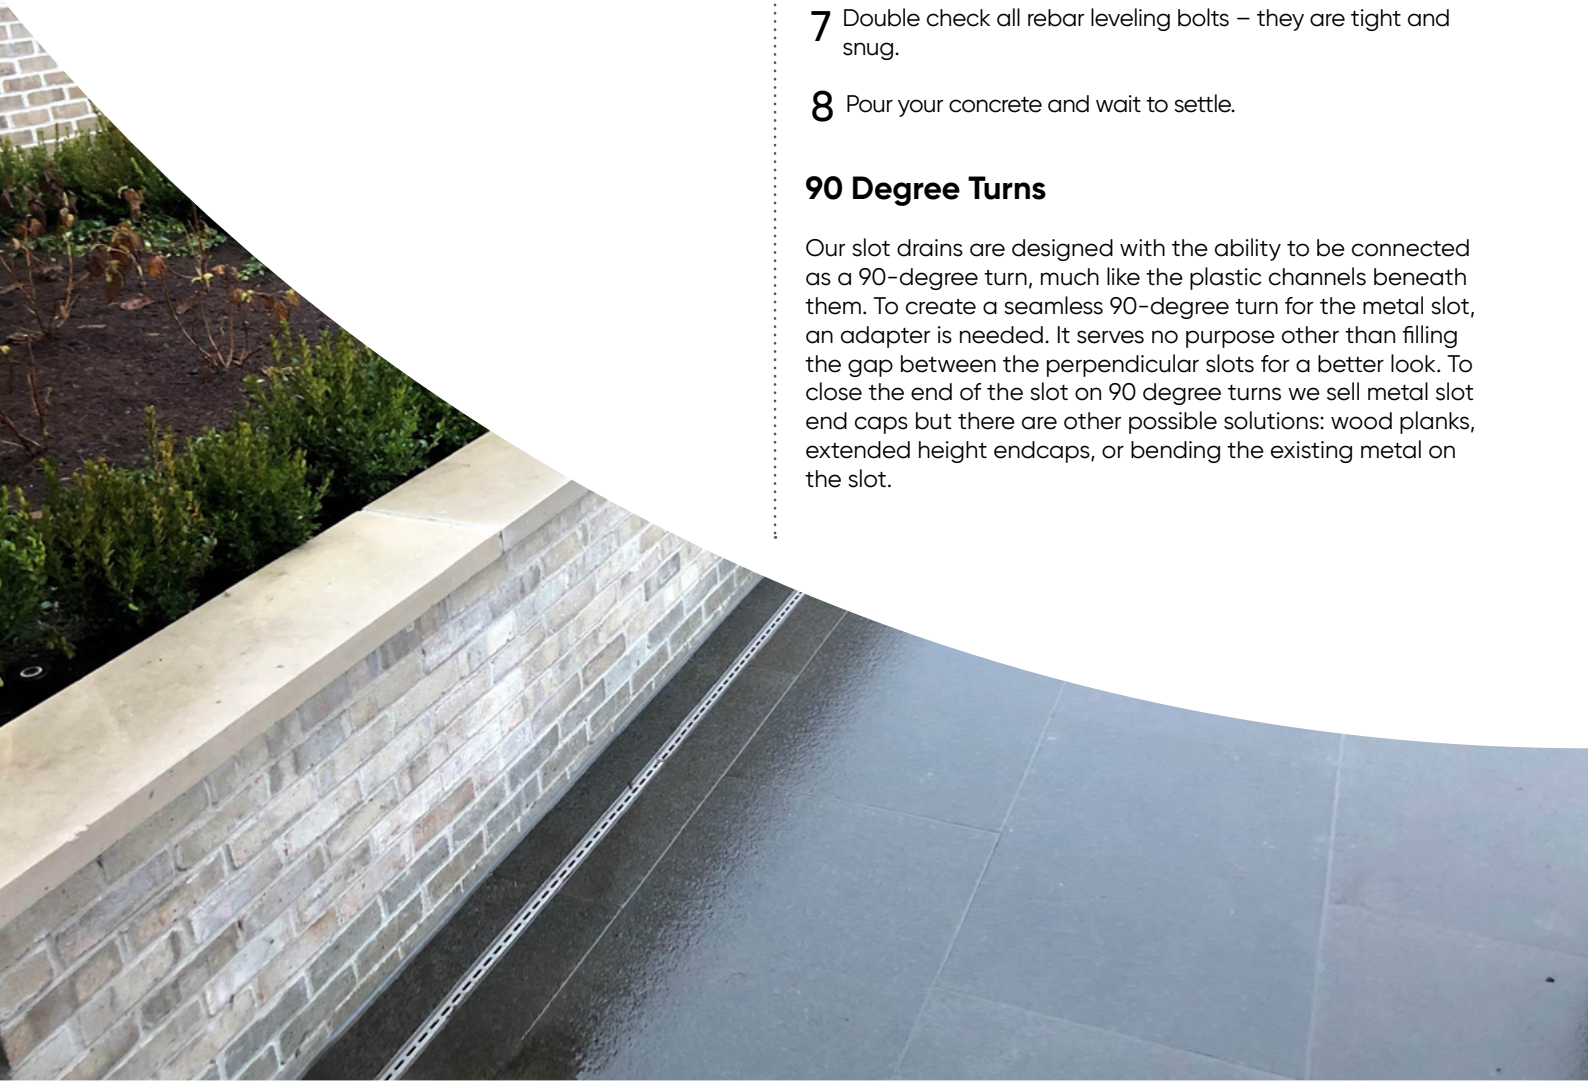 7 Double check all rebar leveling bolts – they are tight and
snug.
8 Pour your concrete and wait to settle.
90 Degree Turns
Our slot drains are designed with the ability to be connected
as a 90-degree turn, much like the plastic channels beneath
them. To create a seamless 90-degree turn for the metal slot,
an adapter is needed. It serves no purpose other than filling
the gap between the perpendicular slots for a better look. To
close the end of the slot on 90 degree turns we sell metal slot
end caps but there are other possible solutions: wood planks,
extended height endcaps, or bending the existing metal on
the slot.